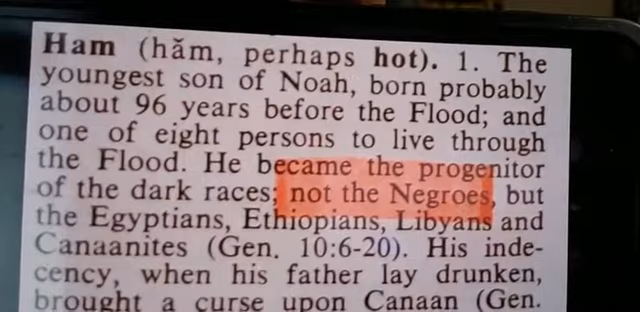 Ham (hăm, perhaps hot). 1. The
youngest son of Noah, born probably
about 96 years before the Flood; and
one of eight persons to live through
the Flood. He became the progenitor
of the dark races; not the Negroes, but
the Egyptians, Ethiopians, Libyans and
Canaanites (Gen. 10:6-20). His inde-
cency, when his father lay drunken,
brought a curse upon Canaan (Gen.